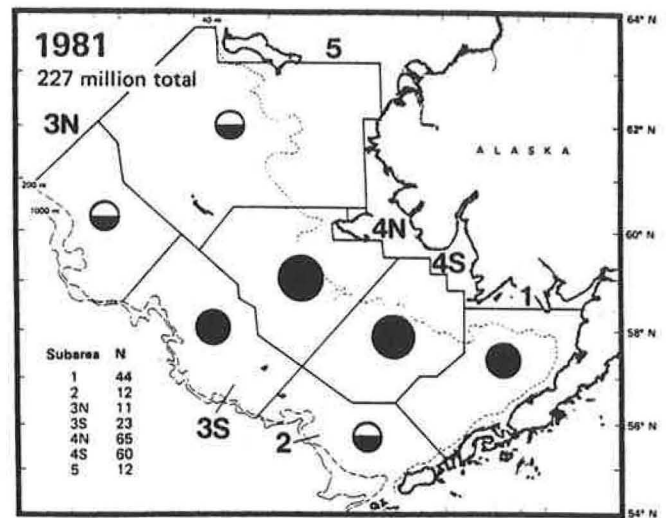 1981
227 million total
40 m
5
64° N
3N
62° N
A L A S K A
200 m
1000 m
4N
60° N
4S
1
58° N
Subarea N
1 44
2 12
3N 11
3S 23
4N 65
4S 60
5 12
3S
2
56° N
54° N